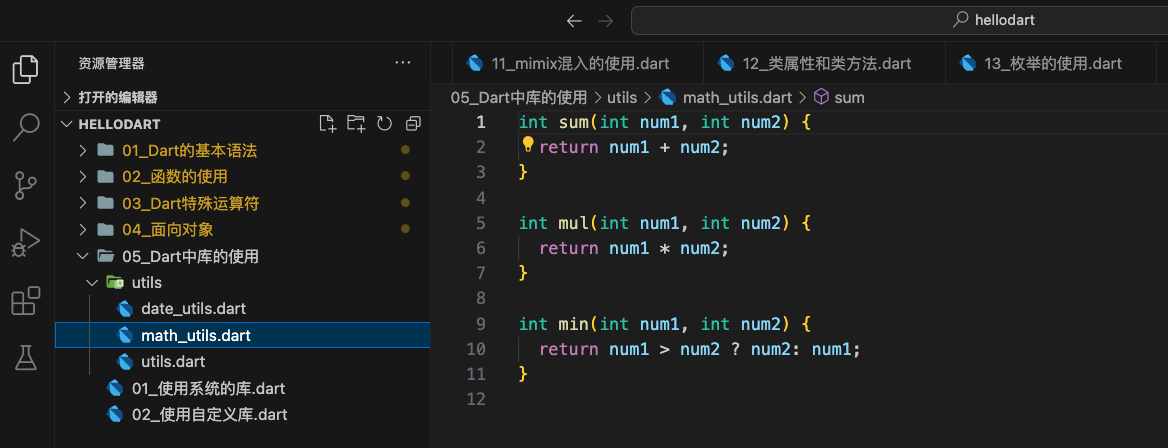 hellodart
资源管理器
打开的编辑器
HELLODART
01_Dart的基本语法
02_函数的使用
03_Dart特殊运算符
04_面向对象
05_Dart中库的使用
utils
date_utils.dart
math_utils.dart
utils.dart
01_使用系统的库.dart
02_使用自定义库.dart
11_mimix混入的使用.dart 12_类属性和类方法.dart 13_枚举的使用.dart
05_Dart中库的使用 > utils > math_utils.dart > sum
1 int sum(int num1, int num2) {
2 return num1 + num2;
3 }
4
5 int mul(int num1, int num2) {
6 return num1 * num2;
7 }
8
9 int min(int num1, int num2) {
10 return num1 > num2 ? num2: num1;
11 }
12